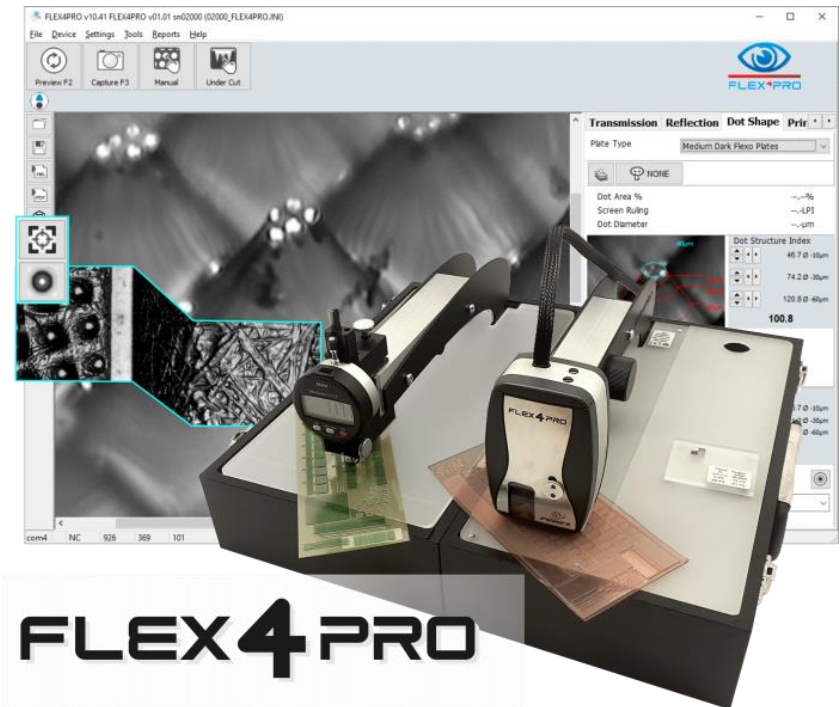 FLEX4PRO v10.41 FLEX4PRO v01.01 sn02000 (02000_FLEX4PRO.INI)
File Device Settings Tools Reports Help
Preview F2 Capture F3 Manual Under Cut
FLEX4PRO
Transmission Reflection Dot Shape
Plate Type Medium Dark Flexo Plates
NONE
Dot Area % --,--%
Screen Ruling --,-LPI
Dot Diameter --,-µm
Dot Structure Index
46.7 Ø -10µm
74.2 Ø -30µm
120.8 Ø -60µm
100.8
FLEX4PRO
com4 NC 926 369 101
FLEX4PRO